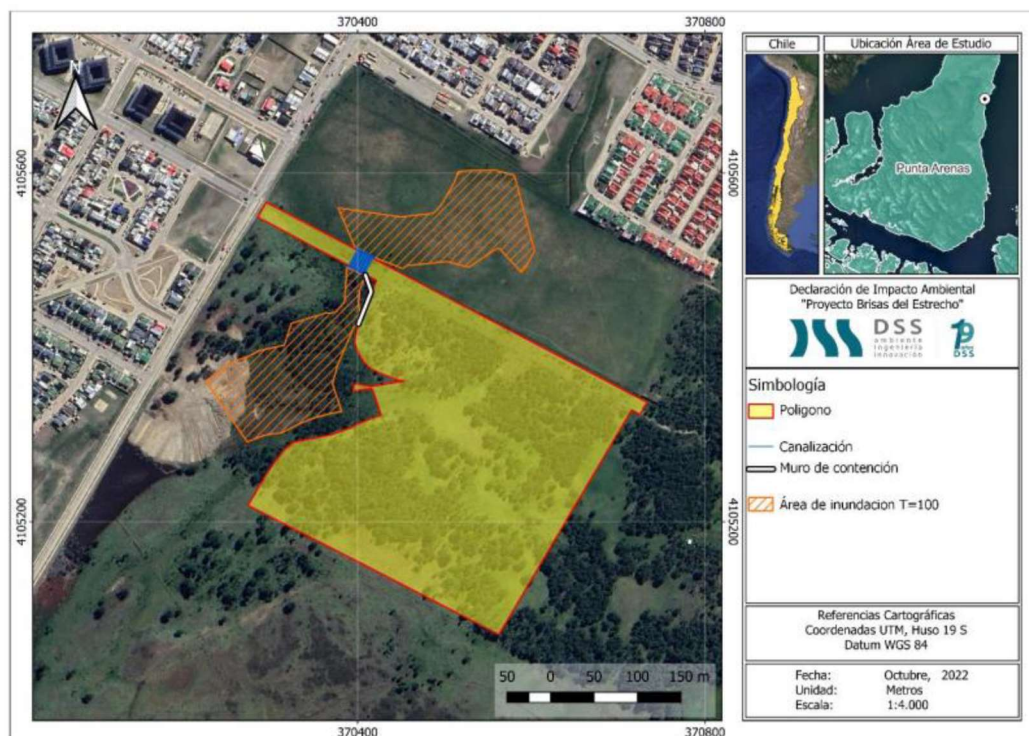 370400
370800
4105600
4105200
N
50 0 50 100 150 m
4105600
4105200
370400
370800
Chile
Ubicación Área de Estudio
Punta Arenas
Declaración de Impacto Ambiental
"Proyecto Brisas del Estrecho"
DSS
ambiente
ingeniería
innovación
19
años
DSS
Simbología
Poligono
Canalización
Muro de contención
Área de inundacion T=100
Referencias Cartográficas
Coordenadas UTM, Huso 19 S
Datum WGS 84
Fecha: Octubre, 2022
Unidad: Metros
Escala: 1:4.000